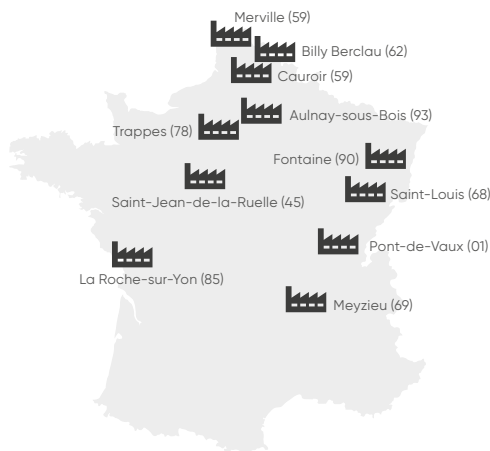 Merville (59)
Billy Berclau (62)
Cauroir (59)
Aulnay-sous-Bois (93)
Trappes (78)
Fontaine (90)
Saint-Louis (68)
Saint-Jean-de-la-Ruelle (45)
Pont-de-Vaux (01)
La Roche-sur-Yon (85)
Meyzieu (69)